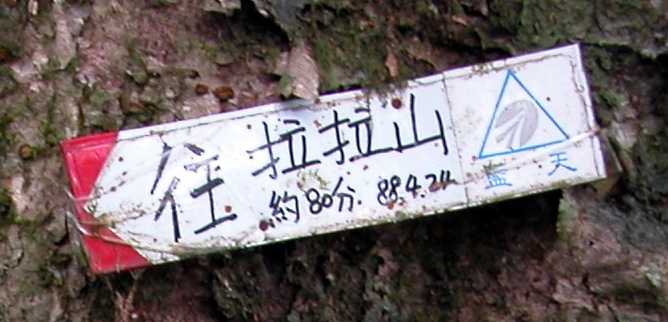 往 拉拉山
約80分. 88.4.24
藍天